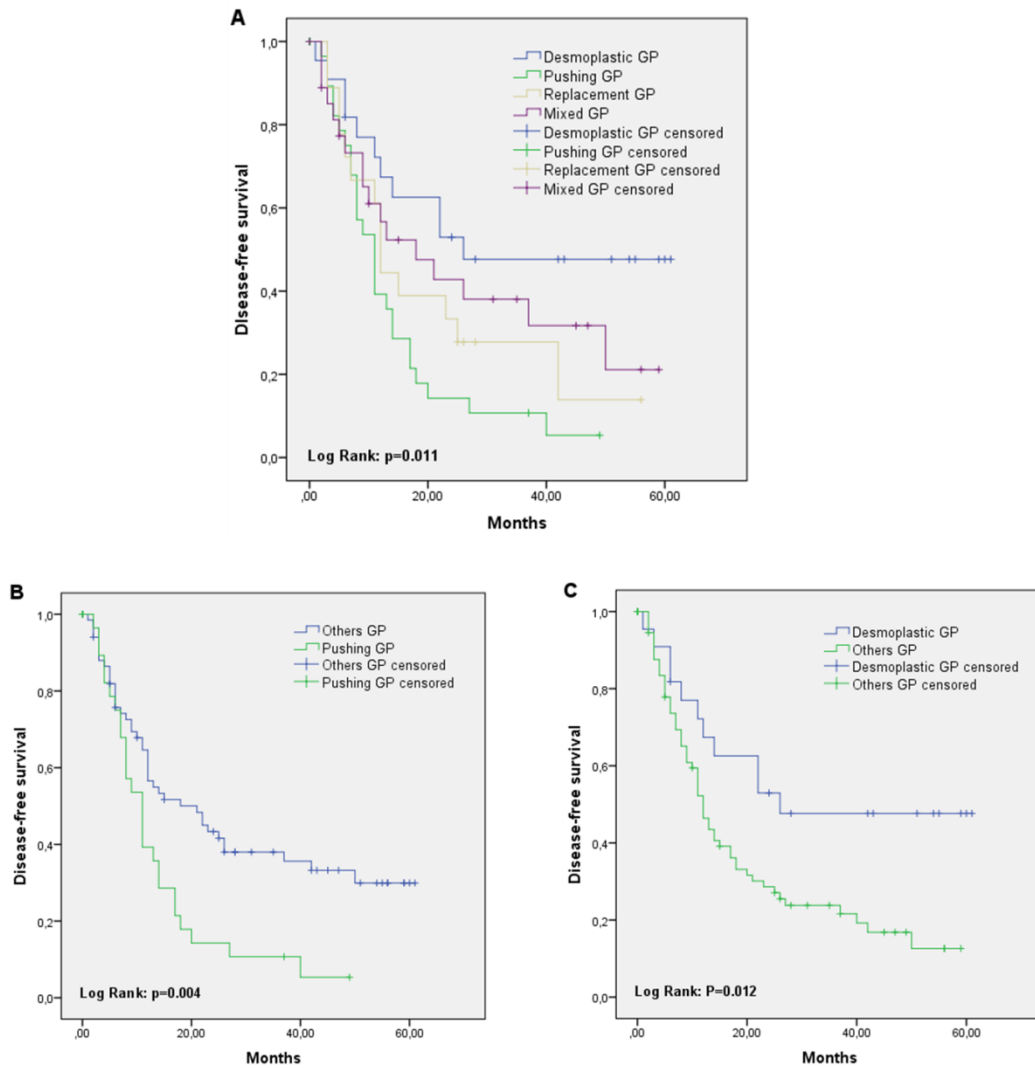 A
Desmoplastic GP
Pushing GP
Replacement GP
Mixed GP
Desmoplastic GP censored
Pushing GP censored
Replacement GP censored
Mixed GP censored
1,0
0,8
0,6
0,4
0,2
0,0
Disease-free survival
Log Rank: p=0.011
,00 20,00 40,00 60,00
Months
B
Others GP
Pushing GP
Others GP censored
Pushing GP censored
1,0
0,8
0,6
0,4
0,2
0,0
Disease-free survival
Log Rank: p=0.004
,00 20,00 40,00 60,00
Months
C
Desmoplastic GP
Others GP
Desmoplastic GP censored
Others GP censored
1,0
0,8
0,6
0,4
0,2
0,0
Disease-free survival
Log Rank: P=0.012
,00 20,00 40,00 60,00
Months